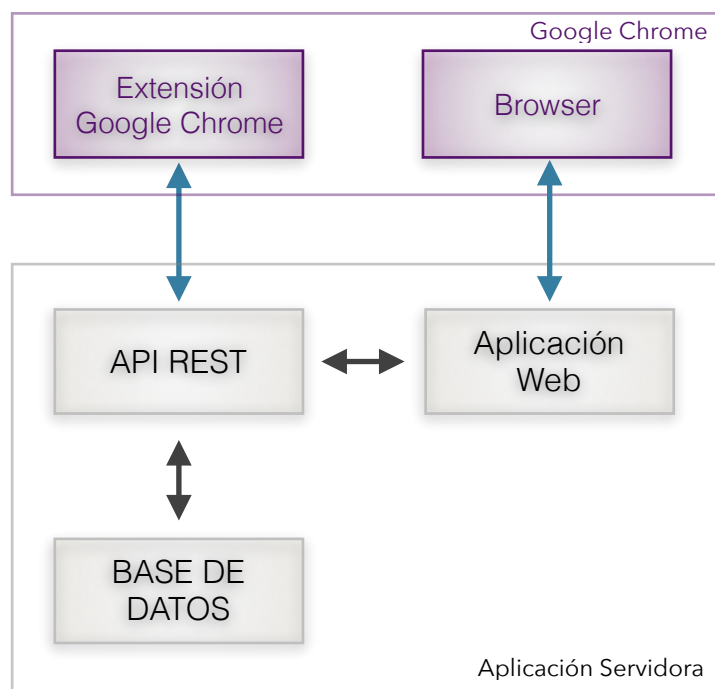 Google Chrome
Extensión
Google Chrome
Browser
API REST
Aplicación
Web
BASE DE
DATOS
Aplicación Servidora